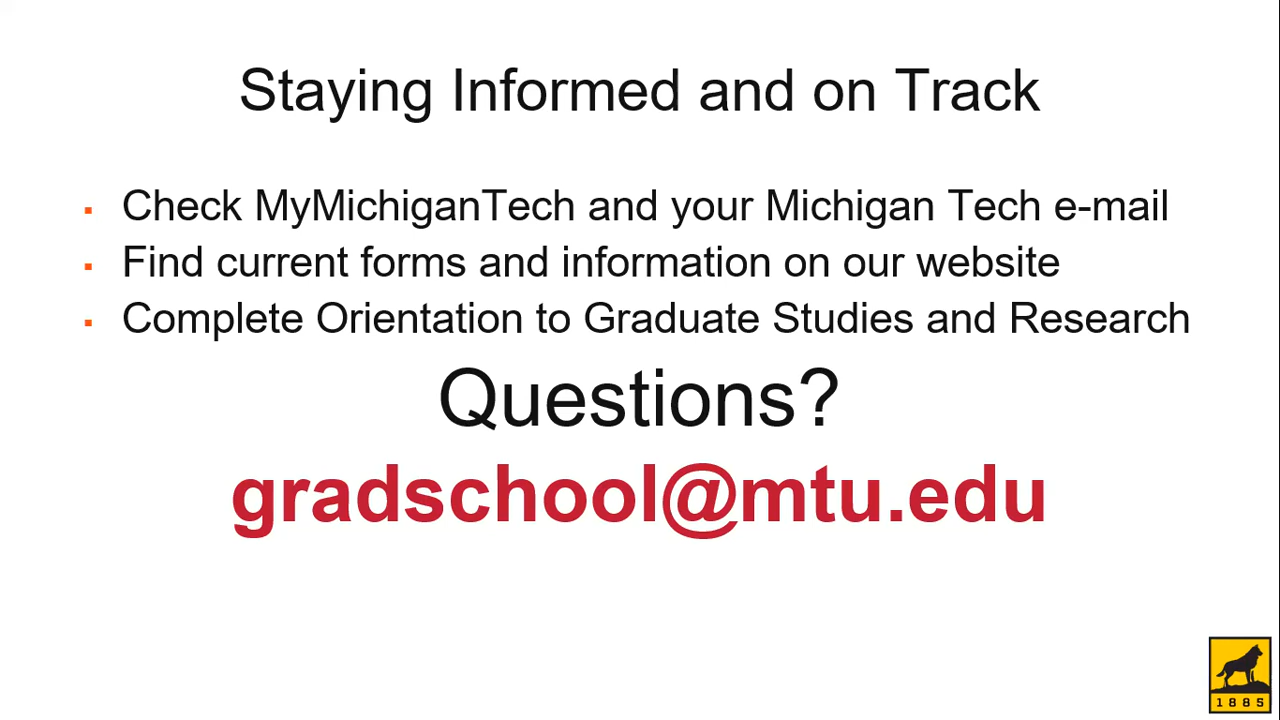 Staying Informed and on Track
▪ Check MyMichiganTech and your Michigan Tech e-mail
▪ Find current forms and information on our website
▪ Complete Orientation to Graduate Studies and Research
Questions?
gradschool@mtu.edu
1885